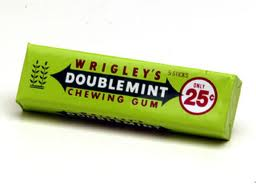 WRIGLEY'S
5 STICKS
DOUBLEMINT
CHEWING GUM
ONLY
25¢